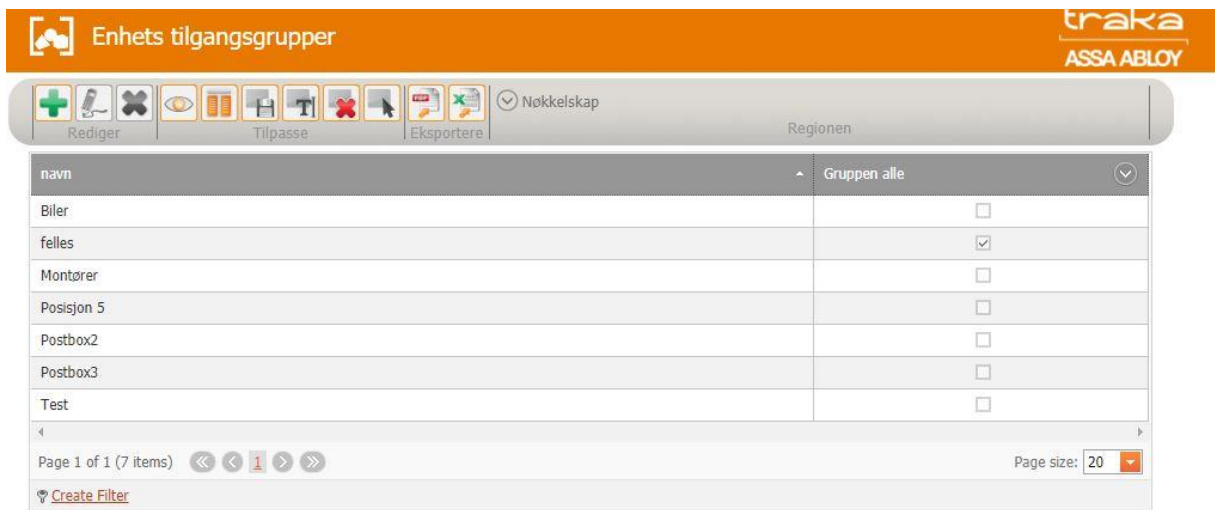 Enhets tilgangsgrupper
traka
ASSA ABLOY
Nøkkelskap
Rediger Tilpasse Eksportere Regionen
navn Gruppen alle
Biler
felles
Montører
Posisjon 5
Postbox2
Postbox3
Test
Page 1 of 1 (7 items) 1 Page size: 20
Create Filter